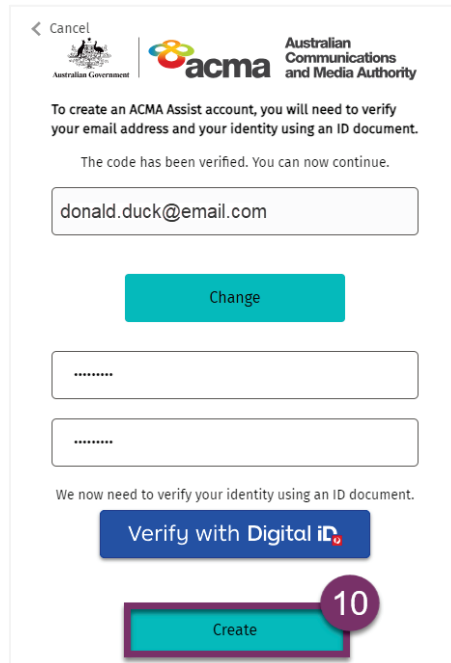 Cancel
Australian Government
acma
Australian
Communications
and Media Authority
To create an ACMA Assist account, you will need to verify
your email address and your identity using an ID document.
The code has been verified. You can now continue.
donald.duck@email.com
Change
•••••••••
•••••••••
We now need to verify your identity using an ID document.
Verify with Digital iD
10
Create